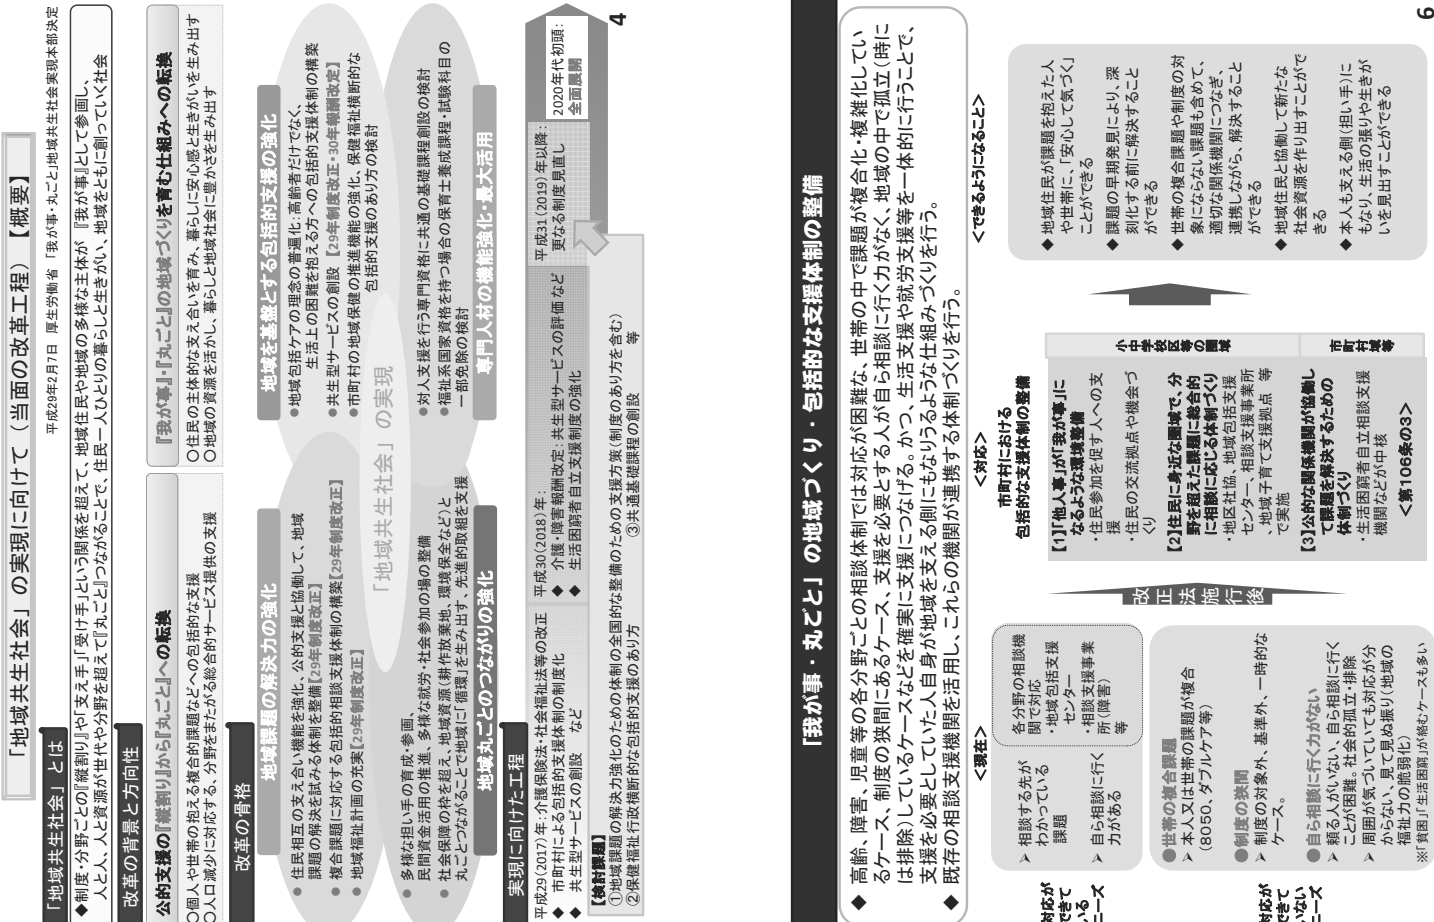 「地域共生社会」の実現に向けて（当面の改革工程）【概要】
平成29年2月7日　厚生労働省　「我が事・丸ごと」地域共生社会実現本部決定
「地域共生社会」とは
◆制度・分野ごとの『縦割り』や「支え手」「受け手」という関係を超えて、地域住民や地域の多様な主体が『我が事』として参画し、
人と人、人と資源が世代や分野を超えて『丸ごと』つながることで、住民一人ひとりの暮らしと生きがい、地域をともに創っていく社会
改革の背景と方向性
公的支援の『縦割り』から『丸ごと』への転換
○個人や世帯の抱える複合的課題などへの包括的な支援
○人口減少に対応する、分野をまたがる総合的サービス提供の支援
『我が事』・『丸ごと』の地域づくりを育む仕組みへの転換
○住民の主体的な支え合いを育み、暮らしに安心感と生きがいを生み出す
○地域の資源を活かし、暮らしと地域社会に豊かさを生み出す
改革の骨格
地域課題の解決力の強化
● 住民相互の支え合い機能を強化、公的支援と協働して、地域
課題の解決を試みる体制を整備【29年制度改正】
● 複合課題に対応する包括的相談支援体制の構築【29年制度改正】
● 地域福祉計画の充実【29年制度改正】
地域を基盤とする包括的支援の強化
●地域包括ケアの理念の普遍化：高齢者だけでなく、
生活上の困難を抱える方への包括的支援体制の構築
●共生型サービスの創設 【29年制度改正・30年報酬改定】
●市町村の地域保健の推進機能の強化、保健福祉横断的な
包括的支援のあり方の検討
「地域共生社会」の実現
● 多様な担い手の育成・参画、
民間資金活用の推進、多様な就労・社会参加の場の整備
● 社会保障の枠を超え、地域資源（耕作放棄地、環境保全など）と
丸ごとつながることで地域に「循環」を生み出す、先進的取組を支援
地域丸ごとのつながりの強化
●対人支援を行う専門資格に共通の基礎課程創設の検討
●福祉系国家資格を持つ場合の保育士養成課程・試験科目の
一部免除の検討
専門人材の機能強化・最大活用
実現に向けた工程
平成29（2017）年：介護保険法・社会福祉法等の改正
◆ 市町村による包括的支援体制の制度化
◆ 共生型サービスの創設　など
平成30（2018）年：
◆ 介護・障害報酬改定：共生型サービスの評価 など
◆ 生活困窮者自立支援制度の強化
平成31（2019）年以降：
更なる制度見直し
2020年代初頭：
全面展開
【検討課題】
①地域課題の解決力強化のための体制の全国的な整備のための支援方策（制度のあり方を含む）
②保健福祉行政横断的な包括的支援のあり方　③共通基礎課程の創設　等
4
「我が事・丸ごと」の地域づくり・包括的な支援体制の整備
◆ 高齢、障害、児童等の各分野ごとの相談体制では対応が困難な、世帯の中で課題が複合化・複雑化してい
るケース、制度の狭間にあるケース、支援を必要とする人が自ら相談に行く力がなく、地域の中で孤立（時に
は排除）しているケースなどを確実に支援につなげる。かつ、生活支援や就労支援等を一体的に行うことで、
支援を必要としていた人自身が地域を支える側にもなりうるような仕組みづくりを行う。
◆ 既存の相談支援機関を活用し、これらの機関が連携する体制づくりを行う。
＜現在＞
対応が
できて
いる
ニーズ
➢ 相談する先が
わかっている
課題
➢ 自ら相談に行く
力がある
各分野の相談機
関で対応
・地域包括支援
センター
・相談支援事業
所（障害）
等
対応が
できて
いない
ニーズ
●世帯の複合課題
➢ 本人又は世帯の課題が複合
（8050、ダブルケア等）
●制度の狭間
➢ 制度の対象外、基準外、一時的な
ケース。
●自ら相談に行く力がない
➢ 頼る人がいない、自ら相談に行く
ことが困難。社会的孤立・排除
➢ 周囲が気づいていても対応が分
からない、見て見ぬ振り（地域の
福祉力の脆弱化）
※「貧困」「生活困窮」が絡むケースも多い
改正法施行後
＜対応＞
市町村における
包括的な支援体制の整備
【1】「他人事」が「我が事」に
なるような環境整備
・住民参加を促す人への支
援
・住民の交流拠点や機会づ
くり
【2】住民に身近な圏域で、分
野を超えた課題に総合的
に相談に応じる体制づくり
・地区社協、地域包括支援
センター、相談支援事業所
、地域子育て支援拠点 等
で実施
【3】公的な関係機関が協働し
て課題を解決するための
体制づくり
・生活困窮者自立相談支援
機関などが中核
＜第106条の3＞
小中学校区等の圏域
市町村域等
＜できるようになること＞
◆ 地域住民が課題を抱えた人
や世帯に、「安心して気づく」
ことができる
◆ 課題の早期発見により、深
刻化する前に解決すること
ができる
◆ 世帯の複合課題や制度の対
象にならない課題も含めて、
適切な関係機関につなぎ、
連携しながら、解決すること
ができる
◆ 地域住民と協働して新たな
社会資源を作り出すことがで
きる
◆ 本人も支える側（担い手）に
もなり、生活の張りや生きが
いを見出すことができる
6